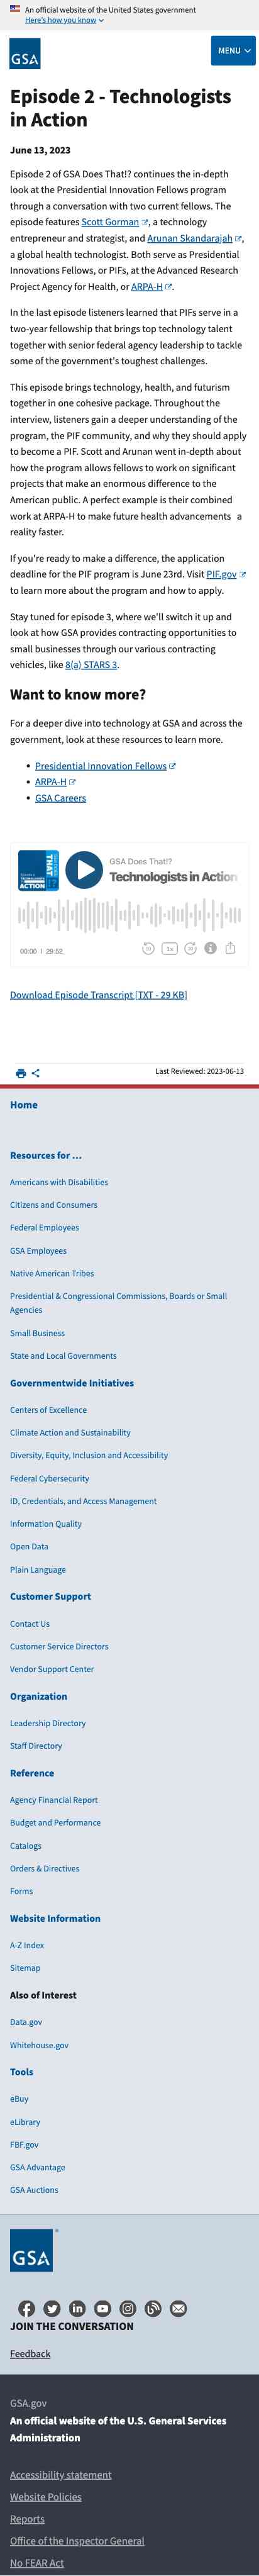 An official website of the United States government
Here's how you know
GSA
MENU
Episode 2 - Technologists
in Action
June 13, 2023
Episode 2 of GSA Does That!? continues the in-depth
look at the Presidential Innovation Fellows program
through a conversation with two current fellows. The
episode features Scott Gorman, a technology
entrepreneur and strategist, and Arunan Skandarajah,
a global health technologist. Both serve as Presidential
Innovations Fellows, or PIFs, at the Advanced Research
Project Agency for Health, or ARPA-H.
In the last episode listeners learned that PIFs serve in a
two-year fellowship that brings top technology talent
together with senior federal agency leadership to tackle
some of the government's toughest challenges.
This episode brings technology, health, and futurism
together in one cohesive package. Throughout the
interview, listeners gain a deeper understanding of the
program, the PIF community, and why they should apply
to become a PIF. Scott and Arunan went in-depth about
how the program allows fellows to work on significant
projects that make an enormous difference to the
American public. A perfect example is their combined
work at ARPA-H to make future health advancements a
reality faster.
If you're ready to make a difference, the application
deadline for the PIF program is June 23rd. Visit PIF.gov
to learn more about the program and how to apply.
Stay tuned for episode 3, where we'll switch it up and
look at how GSA provides contracting opportunities to
small businesses through our various contracting
vehicles, like 8(a) STARS 3.
Want to know more?
For a deeper dive into technology at GSA and across the
government, look at these resources to learn more.
• Presidential Innovation Fellows
• ARPA-H
• GSA Careers
THAT
ACTION
GSA Does That!?
Technologists in Action
00:00 | 29:52
1x
Download Episode Transcript [TXT - 29 KB]
Last Reviewed: 2023-06-13
Home
Resources for …
Americans with Disabilities
Citizens and Consumers
Federal Employees
GSA Employees
Native American Tribes
Presidential & Congressional Commissions, Boards or Small
Agencies
Small Business
State and Local Governments
Governmentwide Initiatives
Centers of Excellence
Climate Action and Sustainability
Diversity, Equity, Inclusion and Accessibility
Federal Cybersecurity
ID, Credentials, and Access Management
Information Quality
Open Data
Plain Language
Customer Support
Contact Us
Customer Service Directors
Vendor Support Center
Organization
Leadership Directory
Staff Directory
Reference
Agency Financial Report
Budget and Performance
Catalogs
Orders & Directives
Forms
Website Information
A-Z Index
Sitemap
Also of Interest
Data.gov
Whitehouse.gov
Tools
eBuy
eLibrary
FBF.gov
GSA Advantage
GSA Auctions
GSA
JOIN THE CONVERSATION
Feedback
GSA.gov
An official website of the U.S. General Services
Administration
Accessibility statement
Website Policies
Reports
Office of the Inspector General
No FEAR Act